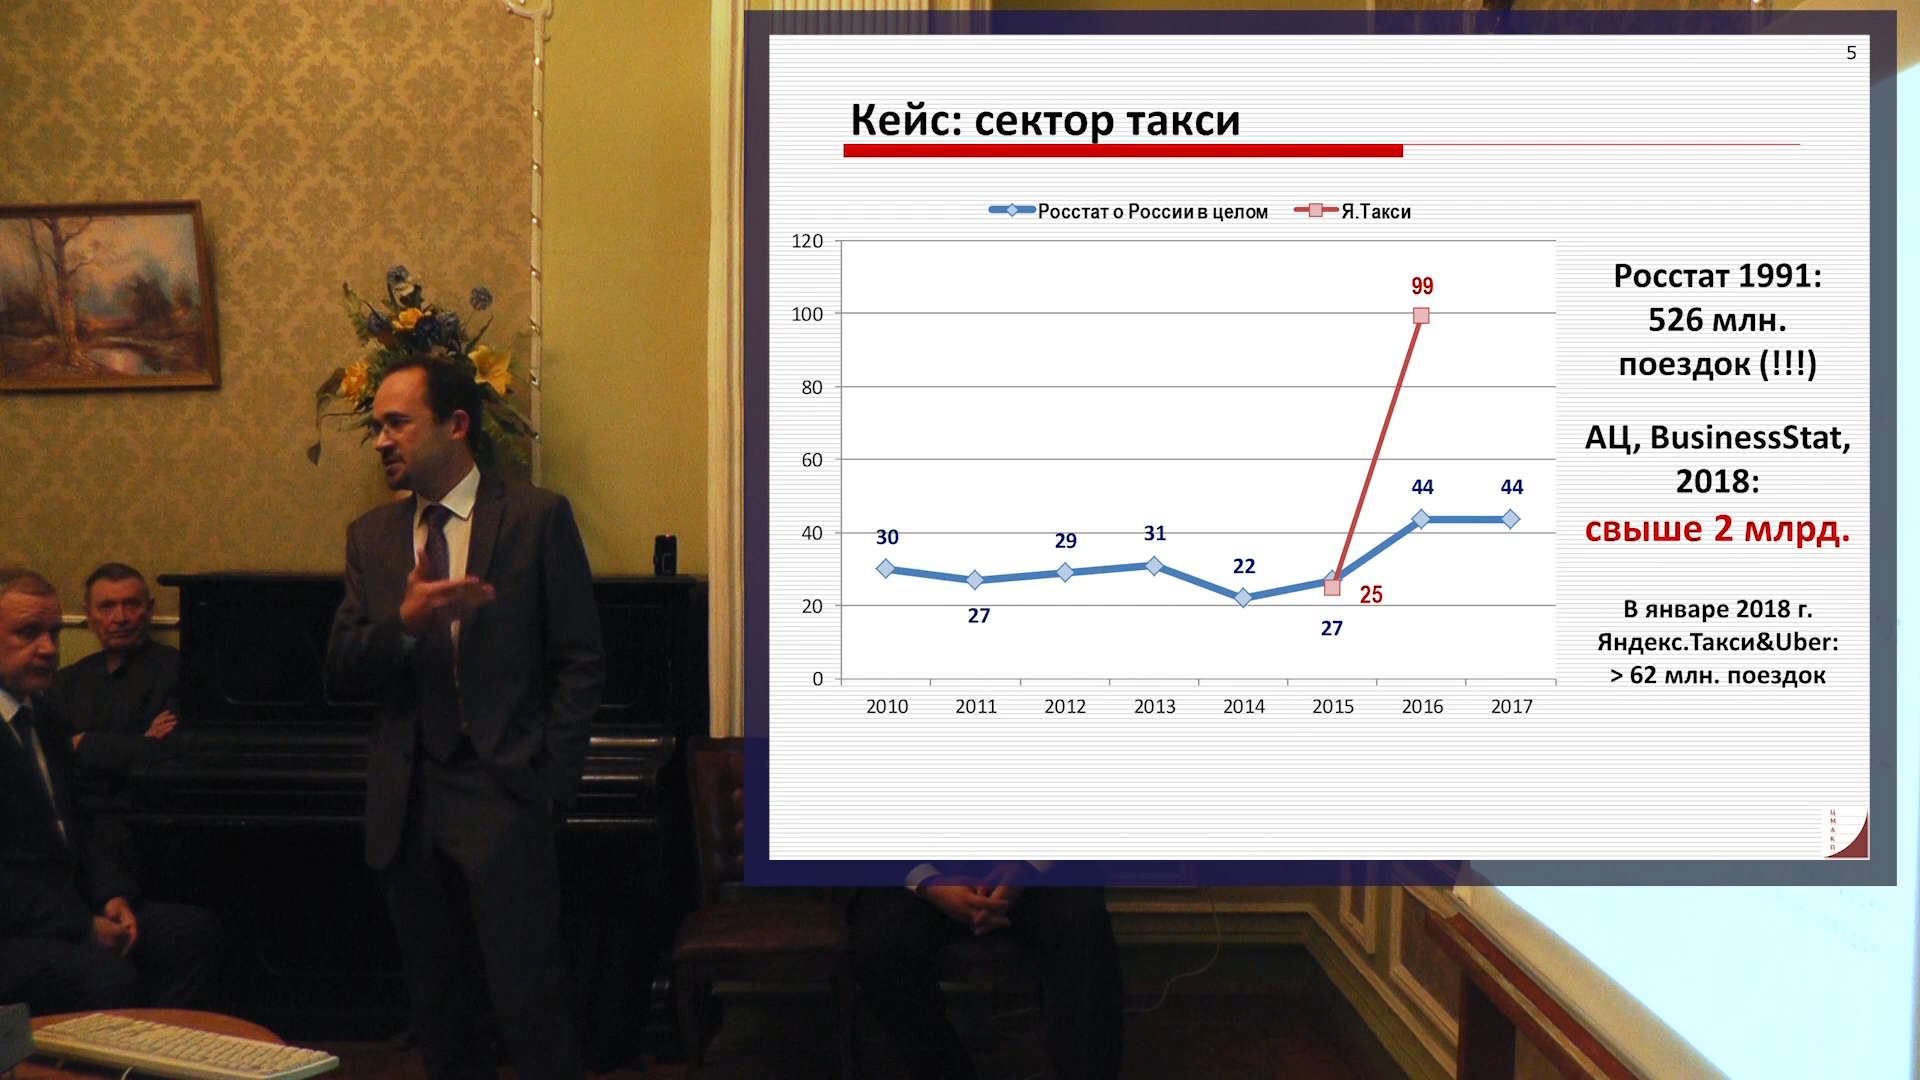 5
Кейс: сектор такси
Росстат о России в целом
Я.Такси
120
100
80
60
40
20
0
30
27
29
31
22
27
44
44
25
99
2010 2011 2012 2013 2014 2015 2016 2017
Росстат 1991:
526 млн.
поездок (!!!)
АЦ, BusinessStat,
2018:
свыше 2 млрд.
В январе 2018 г.
Яндекс.Такси&Uber:
> 62 млн. поездок
ЦМАКП